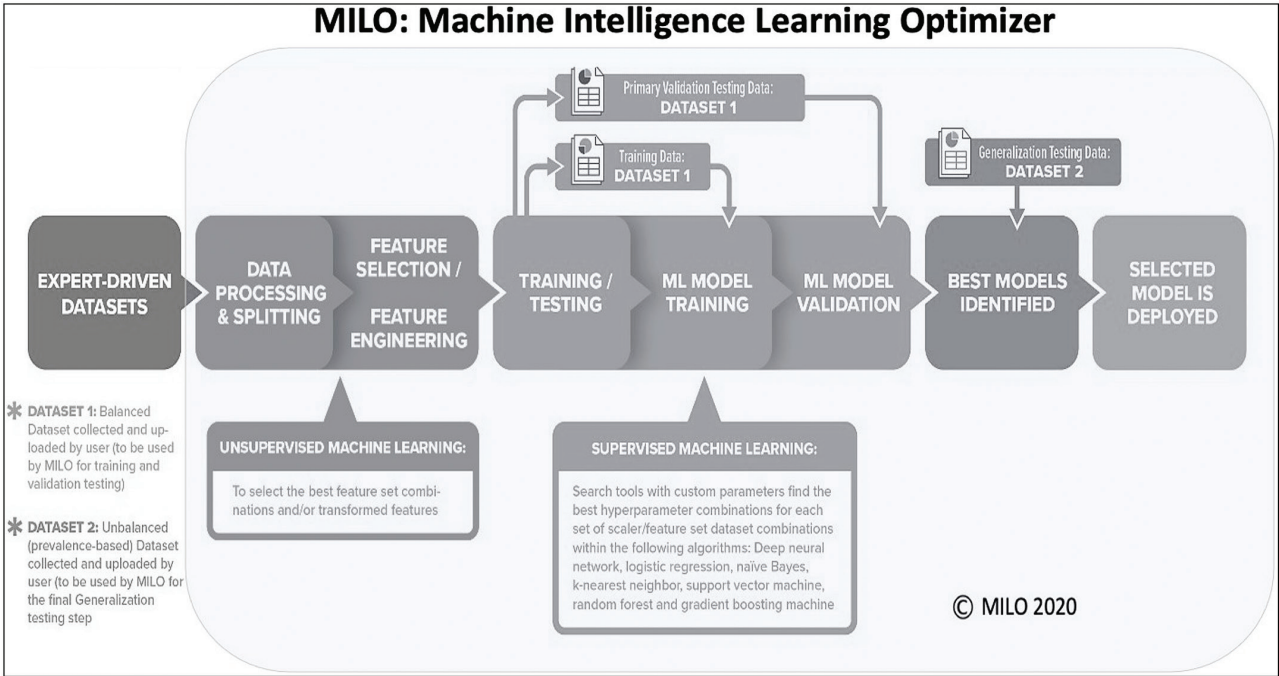 MILO: Machine Intelligence Learning Optimizer
Primary Validation Testing Data:
DATASET 1
Training Data:
DATASET 1
Generalization Testing Data:
DATASET 2
EXPERT-DRIVEN
DATASETS
DATA
PROCESSING
& SPLITTING
FEATURE
SELECTION /
FEATURE
ENGINEERING
TRAINING /
TESTING
ML MODEL
TRAINING
ML MODEL
VALIDATION
BEST MODELS
IDENTIFIED
SELECTED
MODEL IS
DEPLOYED
* DATASET 1: Balanced
Dataset collected and up-
loaded by user (to be used
by MILO for training and
validation testing)
* DATASET 2: Unbalanced
(prevalence-based) Dataset
collected and uploaded by
user (to be used by MILO for
the final Generalization
testing step
UNSUPERVISED MACHINE LEARNING:
To select the best feature set combi-
nations and/or transformed features
SUPERVISED MACHINE LEARNING:
Search tools with custom parameters find the
best hyperparameter combinations for each
set of scaler/feature set dataset combinations
within the following algorithms: Deep neural
network, logistic regression, naïve Bayes,
k-nearest neighbor, support vector machine,
random forest and gradient boosting machine
© MILO 2020